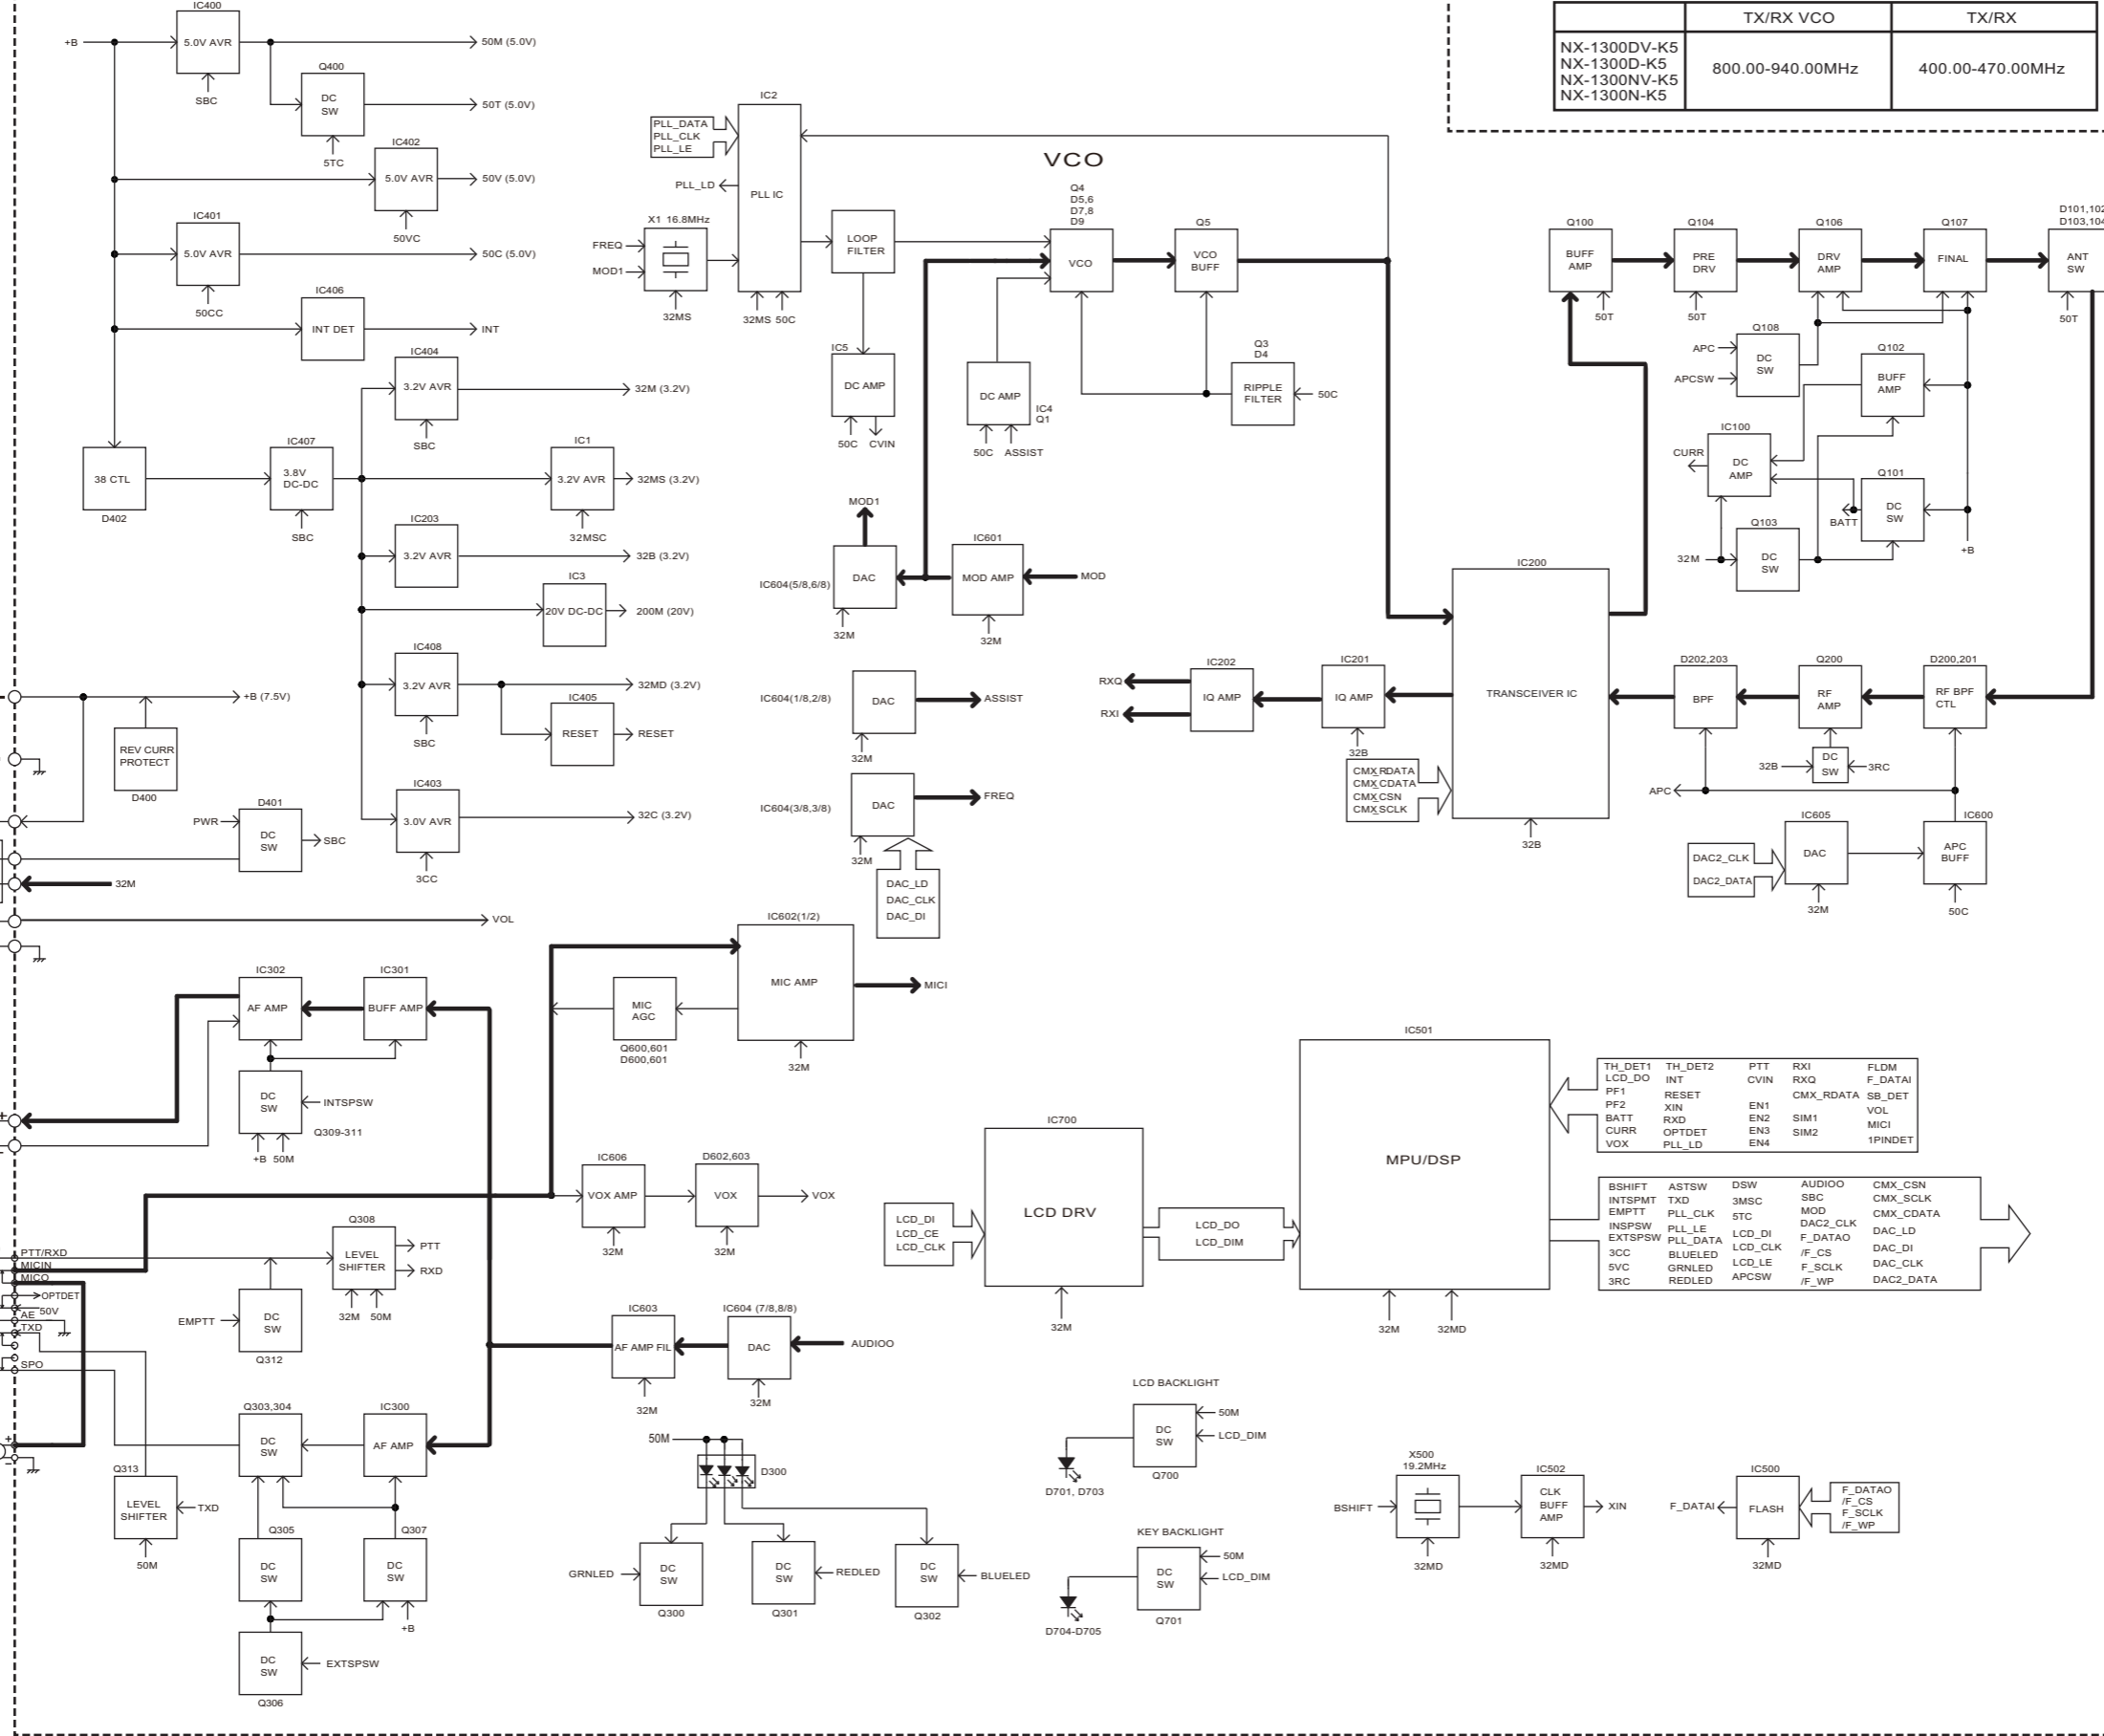 TX/RX VCO
TX/RX
NX-1300DV-K5
NX-1300D-K5
NX-1300NV-K5
NX-1300N-K5
800.00-940.00MHz
400.00-470.00MHz
IC400
+B
5.0V AVR
50M (5.0V)
SBC
Q400
DC
SW
50T (5.0V)
5TC
IC402
5.0V AVR
50V (5.0V)
50VC
IC401
5.0V AVR
50C (5.0V)
50CC
IC406
INT DET
INT
IC404
3.2V AVR
32M (3.2V)
SBC
38 CTL
D402
IC407
3.8V
DC-DC
SBC
IC1
3.2V AVR
32MS (3.2V)
32MSC
IC203
3.2V AVR
32B (3.2V)
IC3
20V DC-DC
200M (20V)
IC408
3.2V AVR
32MD (3.2V)
SBC
IC405
RESET
RESET
IC403
3.0V AVR
32C (3.2V)
3CC
+B (7.5V)
REV CURR
PROTECT
D400
D401
PWR
DC
SW
SBC
32M
VOL
IC2
PLL_DATA
PLL_CLK
PLL_LE
PLL_LD
PLL IC
X1 16.8MHz
FREQ
MOD1
32MS
32MS 50C
LOOP
FILTER
VCO
Q4
D5,6
D7,8
D9
VCO
Q5
VCO
BUFF
IC5
DC AMP
50C
CVIN
DC AMP
IC4
Q1
50C
ASSIST
Q3
D4
RIPPLE
FILTER
50C
MOD1
IC604(5/8,6/8)
DAC
32M
IC601
MOD AMP
MOD
32M
IC604(1/8,2/8)
DAC
ASSIST
32M
IC604(3/8,3/8)
DAC
FREQ
32M
DAC_LD
DAC_CLK
DAC_DI
RXQ
RXI
IC202
IQ AMP
IC201
IQ AMP
32B
CMX_RDATA
CMX_CDATA
CMX_CSN
CMX_SCLK
IC200
TRANSCEIVER IC
32B
Q100
BUFF
AMP
50T
Q104
PRE
DRV
50T
Q106
DRV
AMP
Q107
FINAL
D101,102
D103,104
ANT
SW
50T
Q108
APC
APCSW
DC
SW
Q102
BUFF
AMP
IC100
CURR
DC
AMP
Q101
DC
SW
BATT
Q103
32M
DC
SW
+B
D202,203
BPF
Q200
RF
AMP
D200,201
RF BPF
CTL
32B
DC
SW
3RC
APC
IC605
DAC2_CLK
DAC2_DATA
DAC
32M
IC600
APC
BUFF
50C
IC302
AF AMP
IC301
BUFF AMP
DC
SW
INTSPSW
Q309-311
+B 50M
IC602(1/2)
MIC AMP
MICI
32M
MIC
AGC
Q600,601
D600,601
IC606
VOX AMP
32M
D602,603
VOX
VOX
32M
PTT/RXD
MICIN
MICO
OPTDET
50V
AE
TXD
SPO
Q308
LEVEL
SHIFTER
PTT
RXD
32M 50M
EMPTT
DC
SW
Q312
IC603
AF AMP FIL
32M
IC604 (7/8,8/8)
DAC
AUDIOO
32M
Q303,304
DC
SW
IC300
AF AMP
+
–
Q313
LEVEL
SHIFTER
TXD
50M
Q305
DC
SW
Q307
DC
SW
+B
DC
SW
EXTSPSW
Q306
50M
D300
GRNLED
DC
SW
Q300
DC
SW
REDLED
Q301
DC
SW
BLUELED
Q302
IC700
LCD_DI
LCD_CE
LCD_CLK
LCD DRV
32M
LCD_DO
LCD_DIM
IC501
MPU/DSP
32M
32MD
TH_DET1 TH_DET2 PTT RXI FLDM
LCD_DO INT CVIN RXQ F_DATAI
PF1 RESET CMX_RDATA SB_DET
PF2 XIN EN1 VOL
BATT RXD EN2 SIM1 MICI
CURR OPTDET EN3 SIM2
VOX PLL_LD EN4 1PINDET
BSHIFT ASTSW DSW AUDIOO CMX_CSN
INTSPMT TXD 3MSC SBC CMX_SCLK
EMPTT PLL_CLK 5TC MOD CMX_CDATA
INSPSW PLL_LE LCD_DI DAC2_CLK DAC_LD
EXTSPSW PLL_DATA LCD_CLK F_DATAO DAC_DI
3CC BLUELED LCD_LE /F_CS DAC_CLK
5VC GRNLED APCSW F_SCLK DAC2_DATA
3RC REDLED /F_WP
LCD BACKLIGHT
DC
SW
50M
LCD_DIM
Q700
D701, D703
KEY BACKLIGHT
DC
SW
50M
LCD_DIM
Q701
D704-D705
X500
19.2MHz
BSHIFT
32MD
IC502
CLK
BUFF
AMP
XIN
32MD
IC500
F_DATAI
FLASH
32MD
F_DATAO
/F_CS
F_SCLK
/F_WP